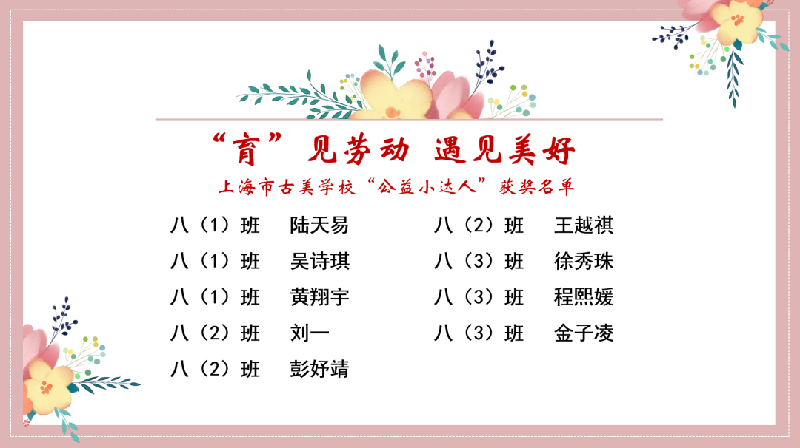 “育”见劳动 遇见美好
上海市古美学校“公益小达人”获奖名单
八（1）班 陆天易 八（2）班 王越祺
八（1）班 吴诗琪 八（3）班 徐秀珠
八（1）班 黄翔宇 八（3）班 程熙媛
八（2）班 刘一 八（3）班 金子凌
八（2）班 彭好靖